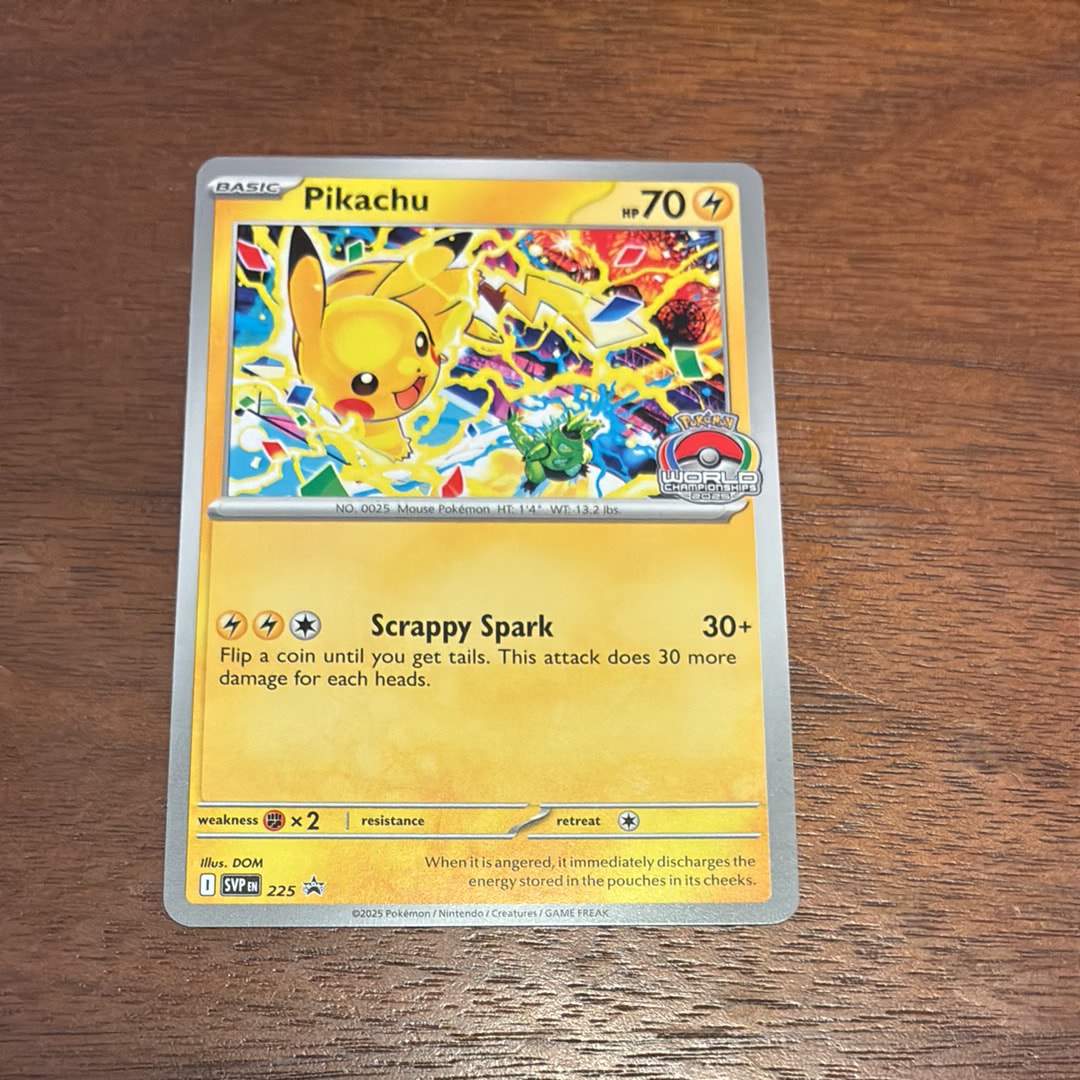 BASIC Pikachu HP 70
POKÉMON
WORLD
CHAMPIONSHIPS
2025
NO. 0025 Mouse Pokémon HT: 1'4" WT: 13.2 lbs.
Scrappy Spark 30+
Flip a coin until you get tails. This attack does 30 more
damage for each heads.
weakness ×2 resistance retreat
Illus. DOM
When it is angered, it immediately discharges the
energy stored in the pouches in its cheeks.
I SVP EN 225
©2025 Pokémon / Nintendo / Creatures / GAME FREAK